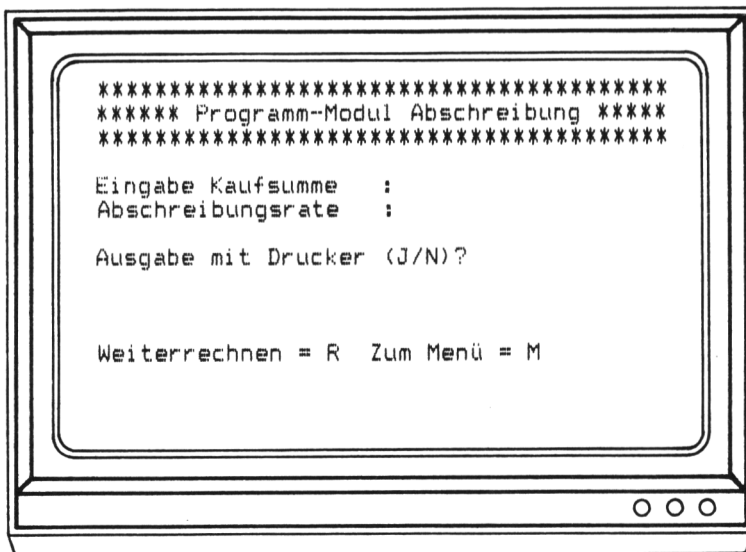 ****************************************
****** Programm-Modul Abschreibung *****
****************************************
Eingabe Kaufsumme   :
Abschreibungsrate   :
Ausgabe mit Drucker (J/N)?
Weiterrechnen = R  Zum Menü = M